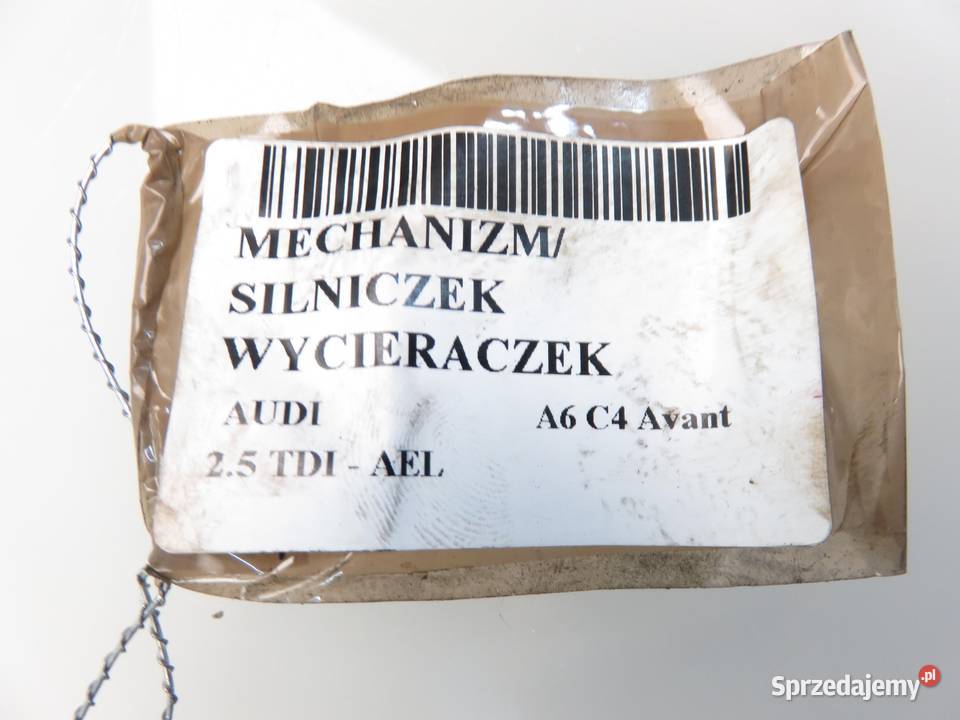 MECHANIZM/
SILNICZEK
WYCIERACZEK
AUDI A6 C4 Avant
2.5 TDI - AEL
Sprzedajemy.pl